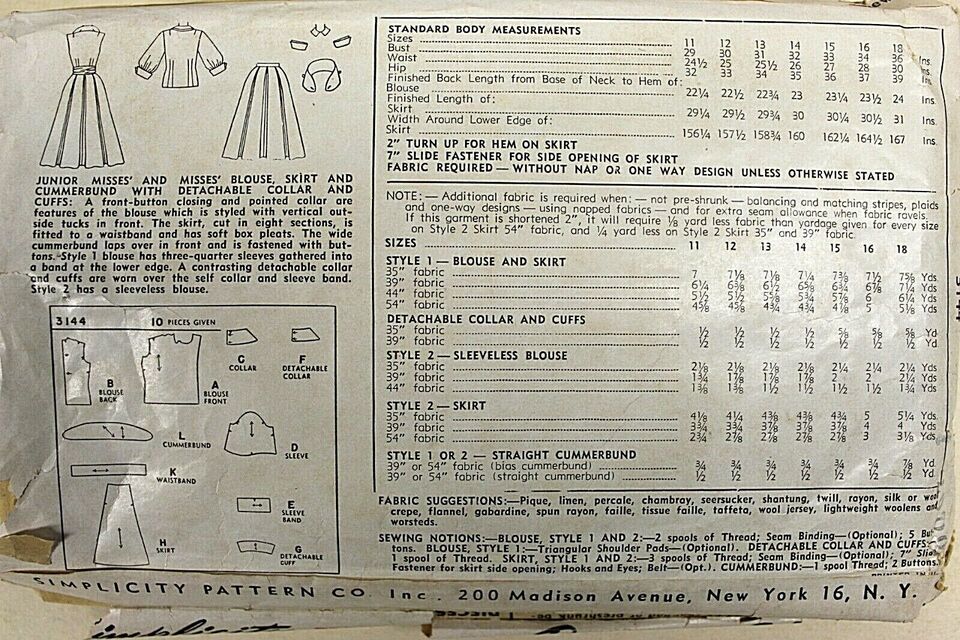 JUNIOR MISSES' AND MISSES' BLOUSE, SKIRT AND
CUMMERBUND WITH DETACHABLE COLLAR AND
CUFFS: A front-button closing and pointed collar are
features of the blouse which is styled with vertical out-
side tucks in front. The skirt, cut in eight sections, is
fitted to a waistband and has soft box pleats. The wide
cummerbund laps over in front and is fastened with but-
tons. Style 1 blouse has three-quarter sleeves gathered into
a band at the lower edge. A contrasting detachable collar
and cuffs are worn over the self collar and sleeve band.
Style 2 has a sleeveless blouse.
3144 10 PIECES GIVEN
G
COLLAR
F
DETACHABLE
COLLAR
B
BLOUSE
BACK
A
BLOUSE
FRONT
L
CUMMERBUND
D
SLEEVE
K
WAISTBAND
E
SLEEVE
BAND
H
SKIRT
G
DETACHABLE
CUFF
STANDARD BODY MEASUREMENTS
Sizes 11 12 13 14 15 16 18
Bust 29 30 31 32 33 34 36 Ins.
Waist 24½ 25 25½ 26 27 28 30
Hip 32 33 34 35 36 37 39 Ins.
Finished Back Length from Base of Neck to Hem of:
Blouse 22¼ 22½ 22¾ 23 23¼ 23½ 24 Ins.
Finished Length of:
Skirt 29¼ 29½ 29¾ 30 30¼ 30½ 31 Ins.
Width Around Lower Edge of:
Skirt 156¼ 157½ 158¾ 160 162¼ 164½ 167 Ins.
2" TURN UP FOR HEM ON SKIRT
7" SLIDE FASTENER FOR SIDE OPENING OF SKIRT
FABRIC REQUIRED — WITHOUT NAP OR ONE WAY DESIGN UNLESS OTHERWISE STATED
NOTE: — Additional fabric is required when: — not pre-shrunk — balancing and matching stripes, plaids
and one-way designs — using napped fabrics — and for extra seam allowance when fabric ravels.
If this garment is shortened 2", it will require ⅛ yard less fabric than yardage given for every size
on Style 2 Skirt 54" fabric, and ¼ yard less on Style 2 Skirt 35" and 39" fabric.
SIZES 11 12 13 14 15 16 18
STYLE 1 — BLOUSE AND SKIRT
35" fabric 7 7⅛ 7⅛ 7¼ 7⅜ 7½ 7⅝ Yds
39" fabric 6¼ 6⅜ 6½ 6⅝ 6¾ 6⅞ 7¼ Yds
44" fabric 5½ 5½ 5⅝ 5¾ 5⅞ 6 6¼ Yds
54" fabric 4⅝ 4⅝ 4¾ 4¾ 4⅞ 5 5⅛ Yds
DETACHABLE COLLAR AND CUFFS
35" fabric ½ ½ ½ ½ ⅝ ⅝ ⅝ Yd
39" fabric ½ ½ ½ ½ ½ ½ ½ Yd
STYLE 2 — SLEEVELESS BLOUSE
35" fabric 2⅛ 2⅛ 2⅛ 2⅛ 2¼ 2¼ 2¼ Yds
39" fabric 1¾ 1⅞ 1⅞ 1⅞ 2 2 2¼ Yds
44" fabric 1⅜ 1⅜ 1½ 1½ 1½ 1½ 1¾ Yds
STYLE 2 — SKIRT
35" fabric 4⅛ 4¼ 4⅜ 4⅜ 4¾ 5 5¼ Yds.
39" fabric 3¾ 3¾ 3⅞ 3⅞ 3⅞ 4 4 Yds.
54" fabric 2¾ 2⅞ 2⅞ 2⅞ 2⅞ 3 3⅛ Yds.
STYLE 1 OR 2 — STRAIGHT CUMMERBUND
39" or 54" fabric (bias cummerbund) ¾ ¾ ¾ ¾ ¾ ¾ ⅞ Yd
39" or 54" fabric (straight cummerbund) ½ ½ ½ ½ ½ ½ ½ Yd
FABRIC SUGGESTIONS:—Pique, linen, percale, chambray, seersucker, shantung, twill, rayon, silk or wool
crepe, flannel, gabardine, spun rayon, faille, tissue faille, taffeta, wool jersey, lightweight woolens and
worsteds.
SEWING NOTIONS:—BLOUSE, STYLE 1 AND 2:—2 spools of Thread; Seam Binding—(Optional); 5 But-
tons. BLOUSE, STYLE 1:—Triangular Shoulder Pads—(Optional). DETACHABLE COLLAR AND CUFFS:—
1 spool of Thread. SKIRT, STYLE 1 AND 2:—3 spools of Thread; Seam Binding—(Optional); 7" Slide
Fastener for skirt side opening; Hooks and Eyes; Belt—(Opt.). CUMMERBUND:—1 spool Thread; 2 Buttons.
3144
SIMPLICITY PATTERN CO. Inc. 200 Madison Avenue, New York 16, N. Y.